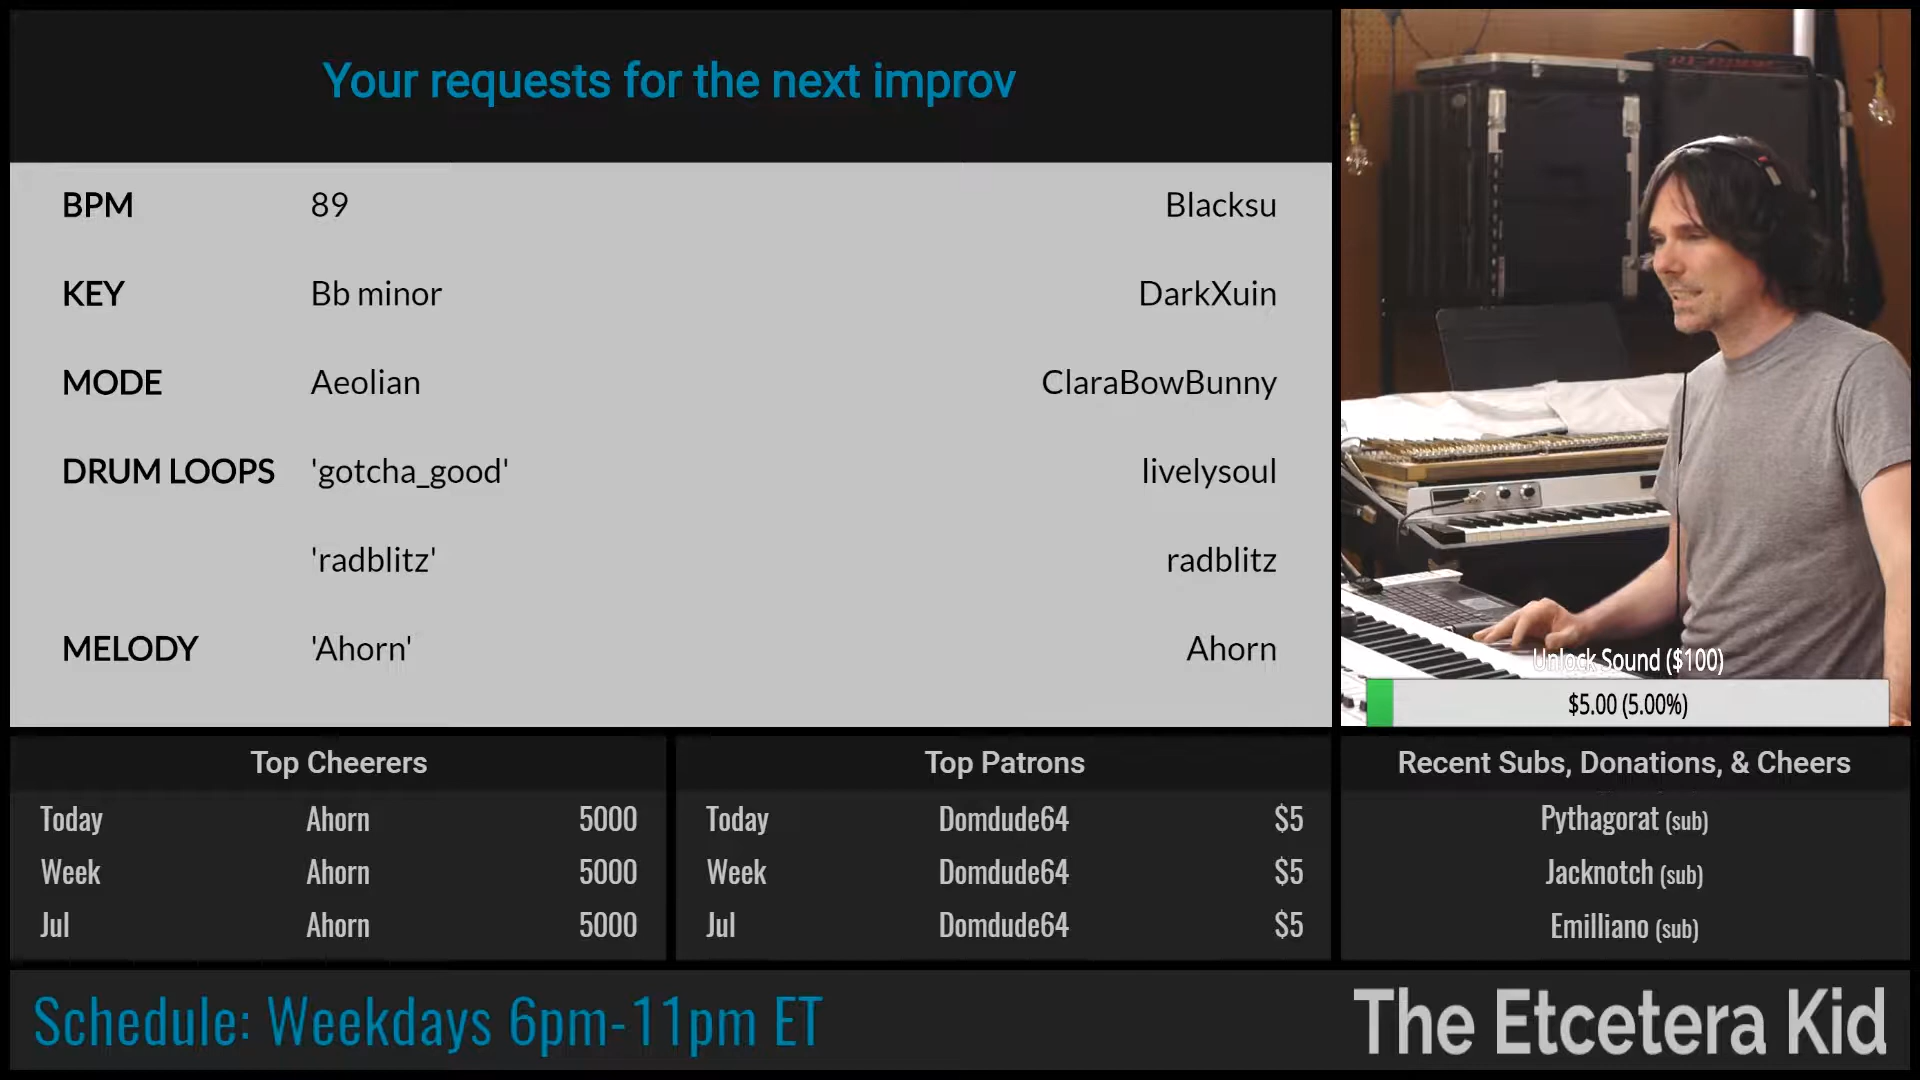 Your requests for the next improv
BPM 89 Blacksu
KEY Bb minor DarkXuin
MODE Aeolian ClaraBowBunny
DRUM LOOPS 'gotcha_good' livelysoul
'radblitz' radblitz
MELODY 'Ahorn' Ahorn
Unlock Sound ($100)
$5.00 (5.00%)
Top Cheerers
Today Ahorn 5000
Week Ahorn 5000
Jul Ahorn 5000
Top Patrons
Today Domdude64 $5
Week Domdude64 $5
Jul Domdude64 $5
Recent Subs, Donations, & Cheers
Pythagorat (sub)
Jacknotch (sub)
Emilliano (sub)
Schedule: Weekdays 6pm-11pm ET
The Etcetera Kid